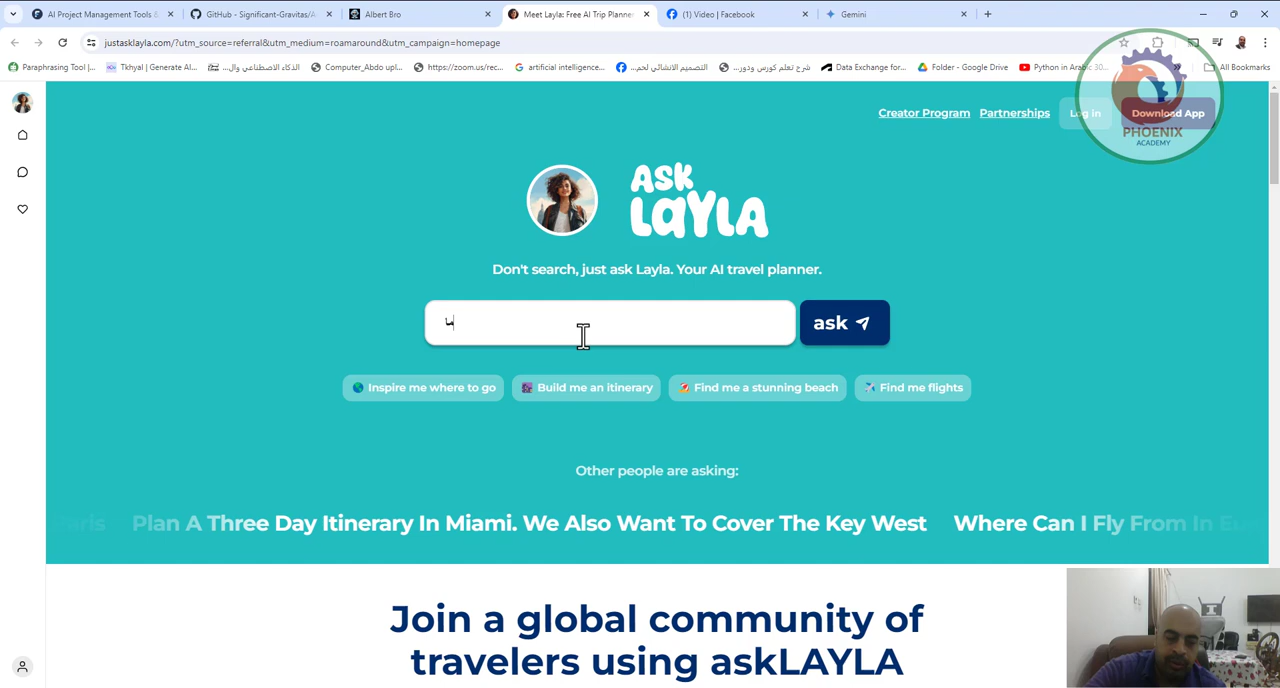 AI Project Management Tools &
GitHub - Significant-Gravitas/A
Albert Bro
Meet Layla: Free AI Trip Planne
(1) Video | Facebook
Gemini
justasklayla.com/?utm_source=referral&utm_medium=roamaround&utm_campaign=homepage
Paraphrasing Tool |...
Tkhyal | Generate AI...
الذكاء الاصطناعي وال...
Computer_Abdo upl...
https://zoom.us/rec...
artificial intelligence...
التصميم الانشائي لحم...
شرح تعلم كورس ودور...
Data Exchange for...
Folder - Google Drive
Python in Arabic 30...
All Bookmarks
Creator Program
Partnerships
Log in
Download App
PHOENIX
ACADEMY
ASK
LAYLA
Don't search, just ask Layla. Your AI travel planner.
ما
ask
Inspire me where to go
Build me an itinerary
Find me a stunning beach
Find me flights
Other people are asking:
Plan A Three Day Itinerary In Miami. We Also Want To Cover The Key West
Where Can I Fly From In
Join a global community of
travelers using askLAYLA